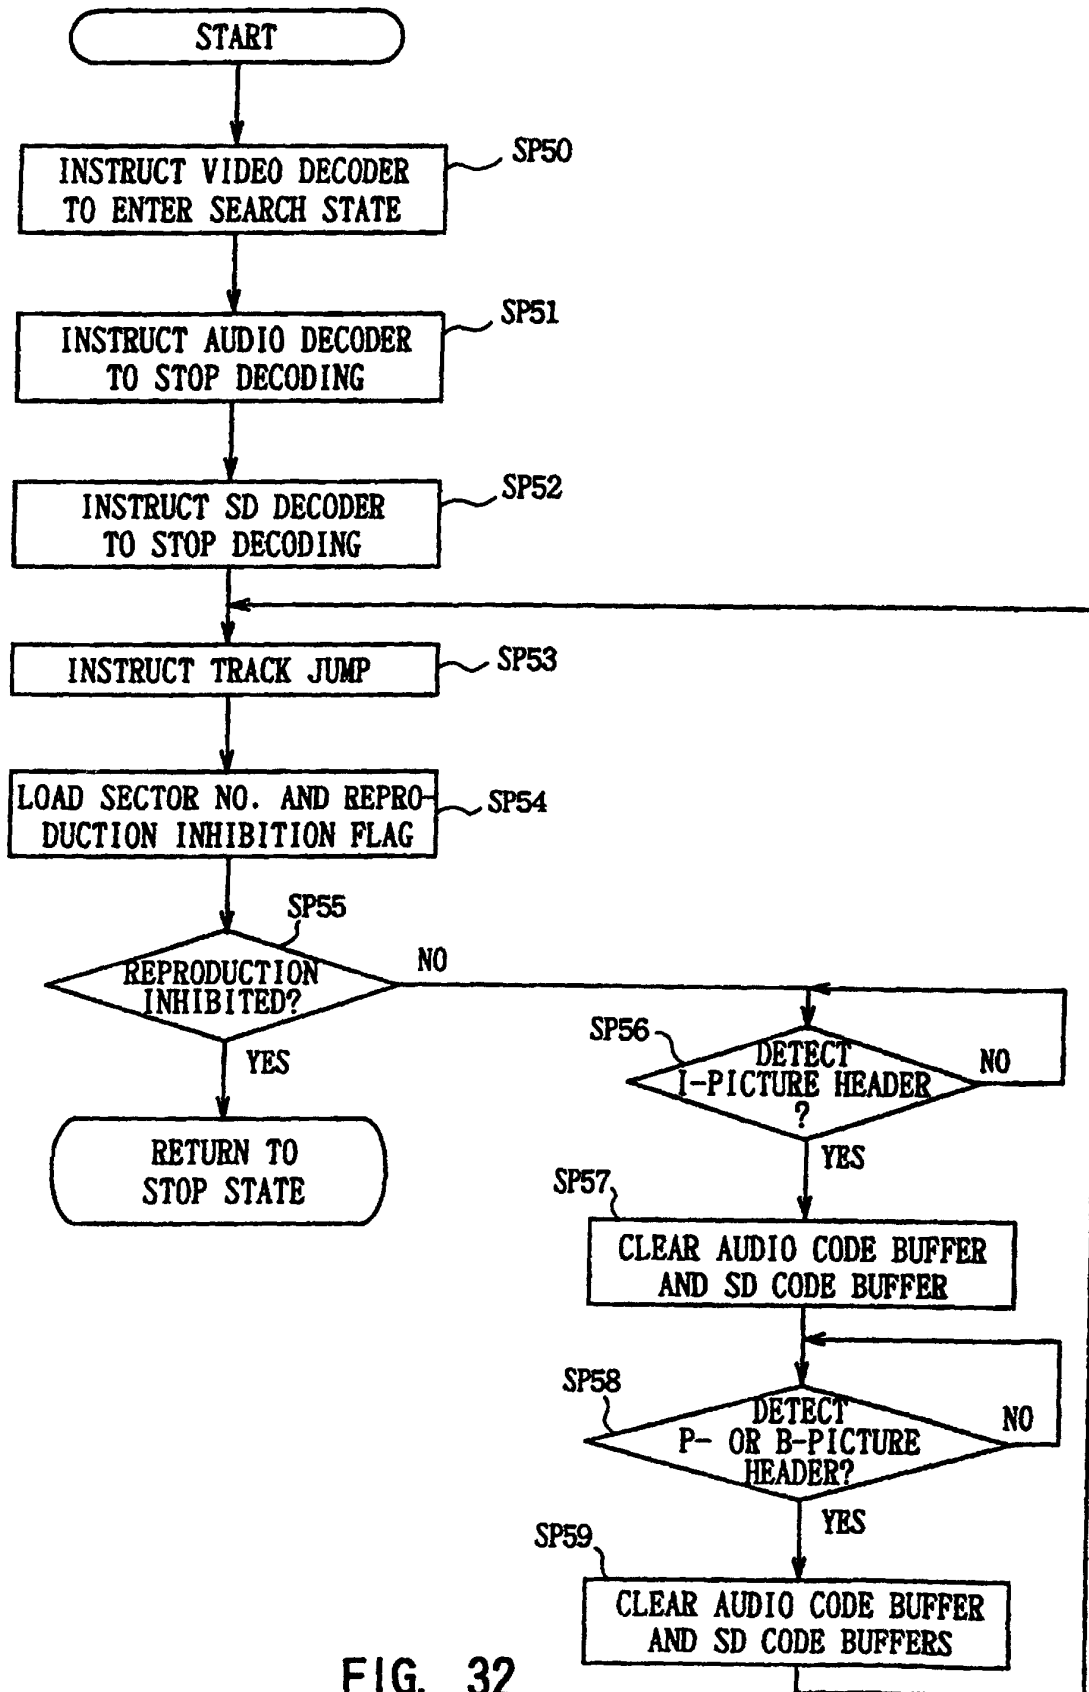 START
SP50
INSTRUCT VIDEO DECODER
TO ENTER SEARCH STATE
SP51
INSTRUCT AUDIO DECODER
TO STOP DECODING
SP52
INSTRUCT SD DECODER
TO STOP DECODING
INSTRUCT TRACK JUMP
SP53
LOAD SECTOR NO. AND REPRO-
DUCTION INHIBITION FLAG
SP54
SP55
REPRODUCTION
INHIBITED?
NO
YES
RETURN TO
STOP STATE
SP56
DETECT
I-PICTURE HEADER
?
NO
YES
SP57
CLEAR AUDIO CODE BUFFER
AND SD CODE BUFFER
SP58
DETECT
P- OR B-PICTURE
HEADER?
NO
YES
SP59
CLEAR AUDIO CODE BUFFER
AND SD CODE BUFFERS
FIG. 32